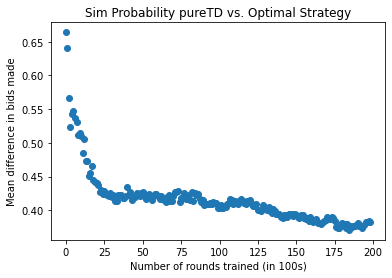 Sim Probability pureTD vs. Optimal Strategy
Mean difference in bids made
0.65
0.60
0.55
0.50
0.45
0.40
0 25 50 75 100 125 150 175 200
Number of rounds trained (in 100s)